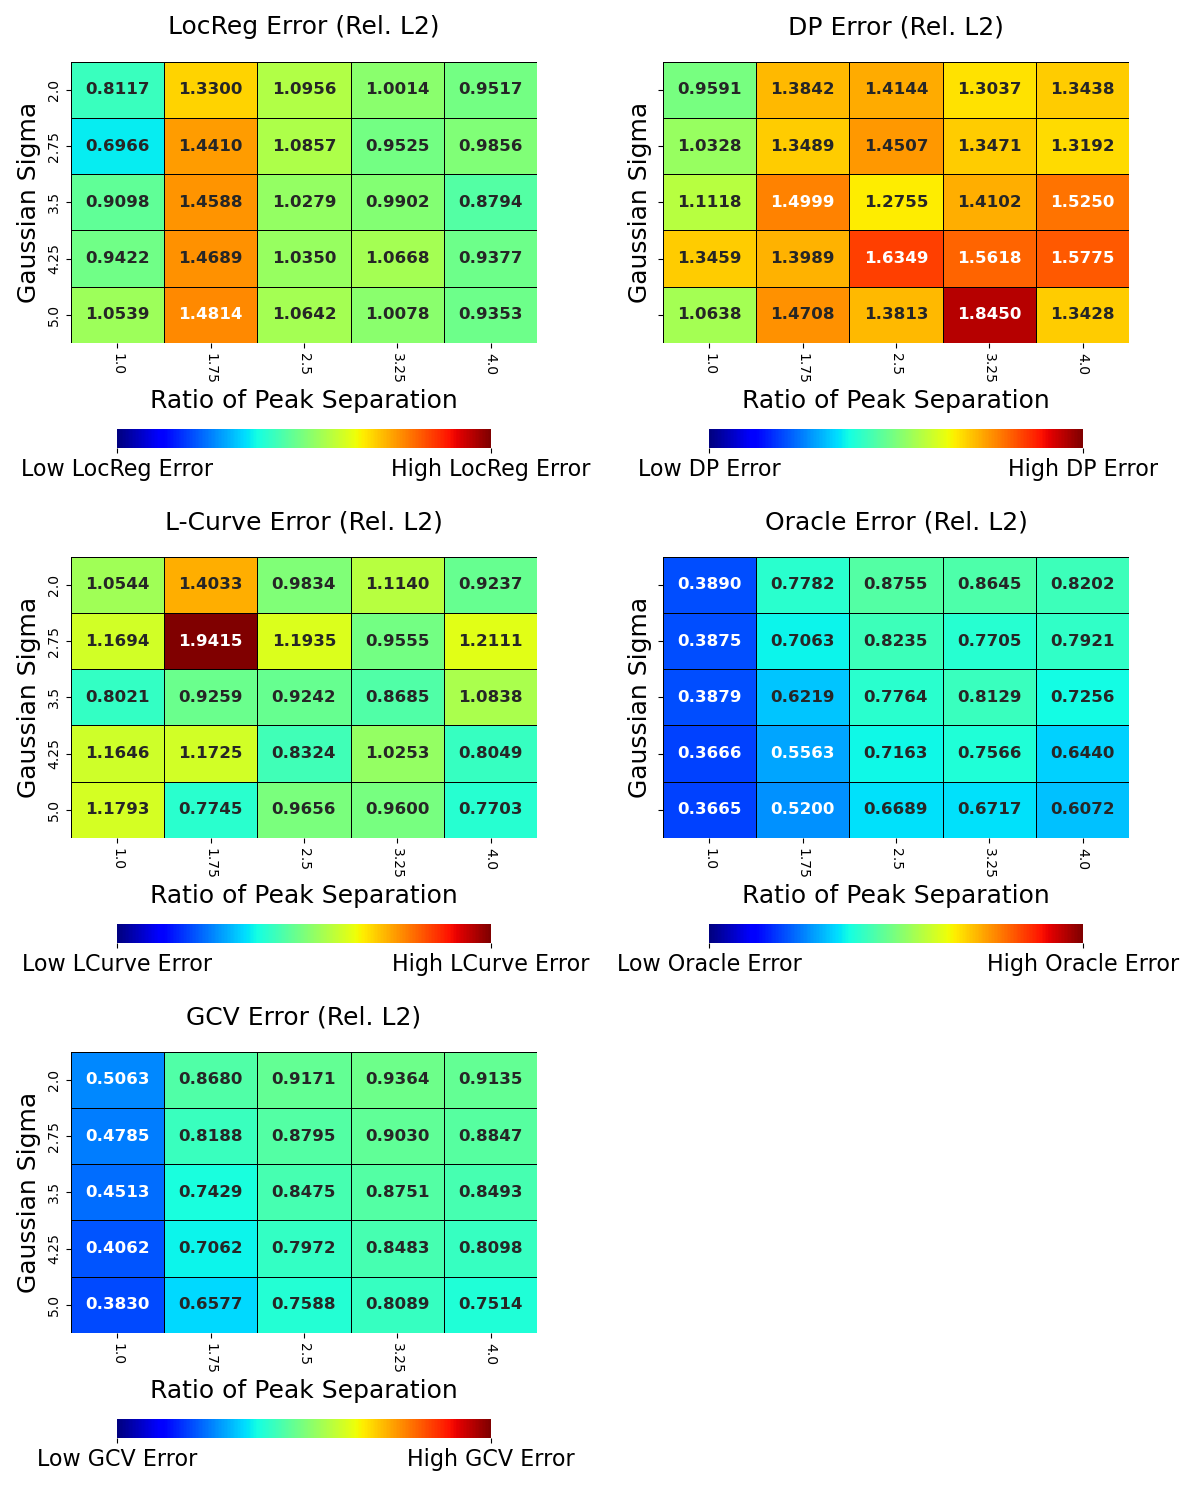 LocReg Error (Rel. L2)
Gaussian Sigma
2.0 0.8117 1.3300 1.0956 1.0014 0.9517
2.75 0.6966 1.4410 1.0857 0.9525 0.9856
3.5 0.9098 1.4588 1.0279 0.9902 0.8794
4.25 0.9422 1.4689 1.0350 1.0668 0.9377
5.0 1.0539 1.4814 1.0642 1.0078 0.9353
1.0 1.75 2.5 3.25 4.0
Ratio of Peak Separation
Low LocReg Error High LocReg Error
DP Error (Rel. L2)
Gaussian Sigma
0.9591 1.3842 1.4144 1.3037 1.3438
1.0328 1.3489 1.4507 1.3471 1.3192
1.1118 1.4999 1.2755 1.4102 1.5250
1.3459 1.3989 1.6349 1.5618 1.5775
1.0638 1.4708 1.3813 1.8450 1.3428
1.0 1.75 2.5 3.25 4.0
Ratio of Peak Separation
Low DP Error High DP Error
L-Curve Error (Rel. L2)
Gaussian Sigma
2.0 1.0544 1.4033 0.9834 1.1140 0.9237
2.75 1.1694 1.9415 1.1935 0.9555 1.2111
3.5 0.8021 0.9259 0.9242 0.8685 1.0838
4.25 1.1646 1.1725 0.8324 1.0253 0.8049
5.0 1.1793 0.7745 0.9656 0.9600 0.7703
1.0 1.75 2.5 3.25 4.0
Ratio of Peak Separation
Low LCurve Error High LCurve Error
Oracle Error (Rel. L2)
Gaussian Sigma
0.3890 0.7782 0.8755 0.8645 0.8202
0.3875 0.7063 0.8235 0.7705 0.7921
0.3879 0.6219 0.7764 0.8129 0.7256
0.3666 0.5563 0.7163 0.7566 0.6440
0.3665 0.5200 0.6689 0.6717 0.6072
1.0 1.75 2.5 3.25 4.0
Ratio of Peak Separation
Low Oracle Error High Oracle Error
GCV Error (Rel. L2)
Gaussian Sigma
2.0 0.5063 0.8680 0.9171 0.9364 0.9135
2.75 0.4785 0.8188 0.8795 0.9030 0.8847
3.5 0.4513 0.7429 0.8475 0.8751 0.8493
4.25 0.4062 0.7062 0.7972 0.8483 0.8098
5.0 0.3830 0.6577 0.7588 0.8089 0.7514
1.0 1.75 2.5 3.25 4.0
Ratio of Peak Separation
Low GCV Error High GCV Error